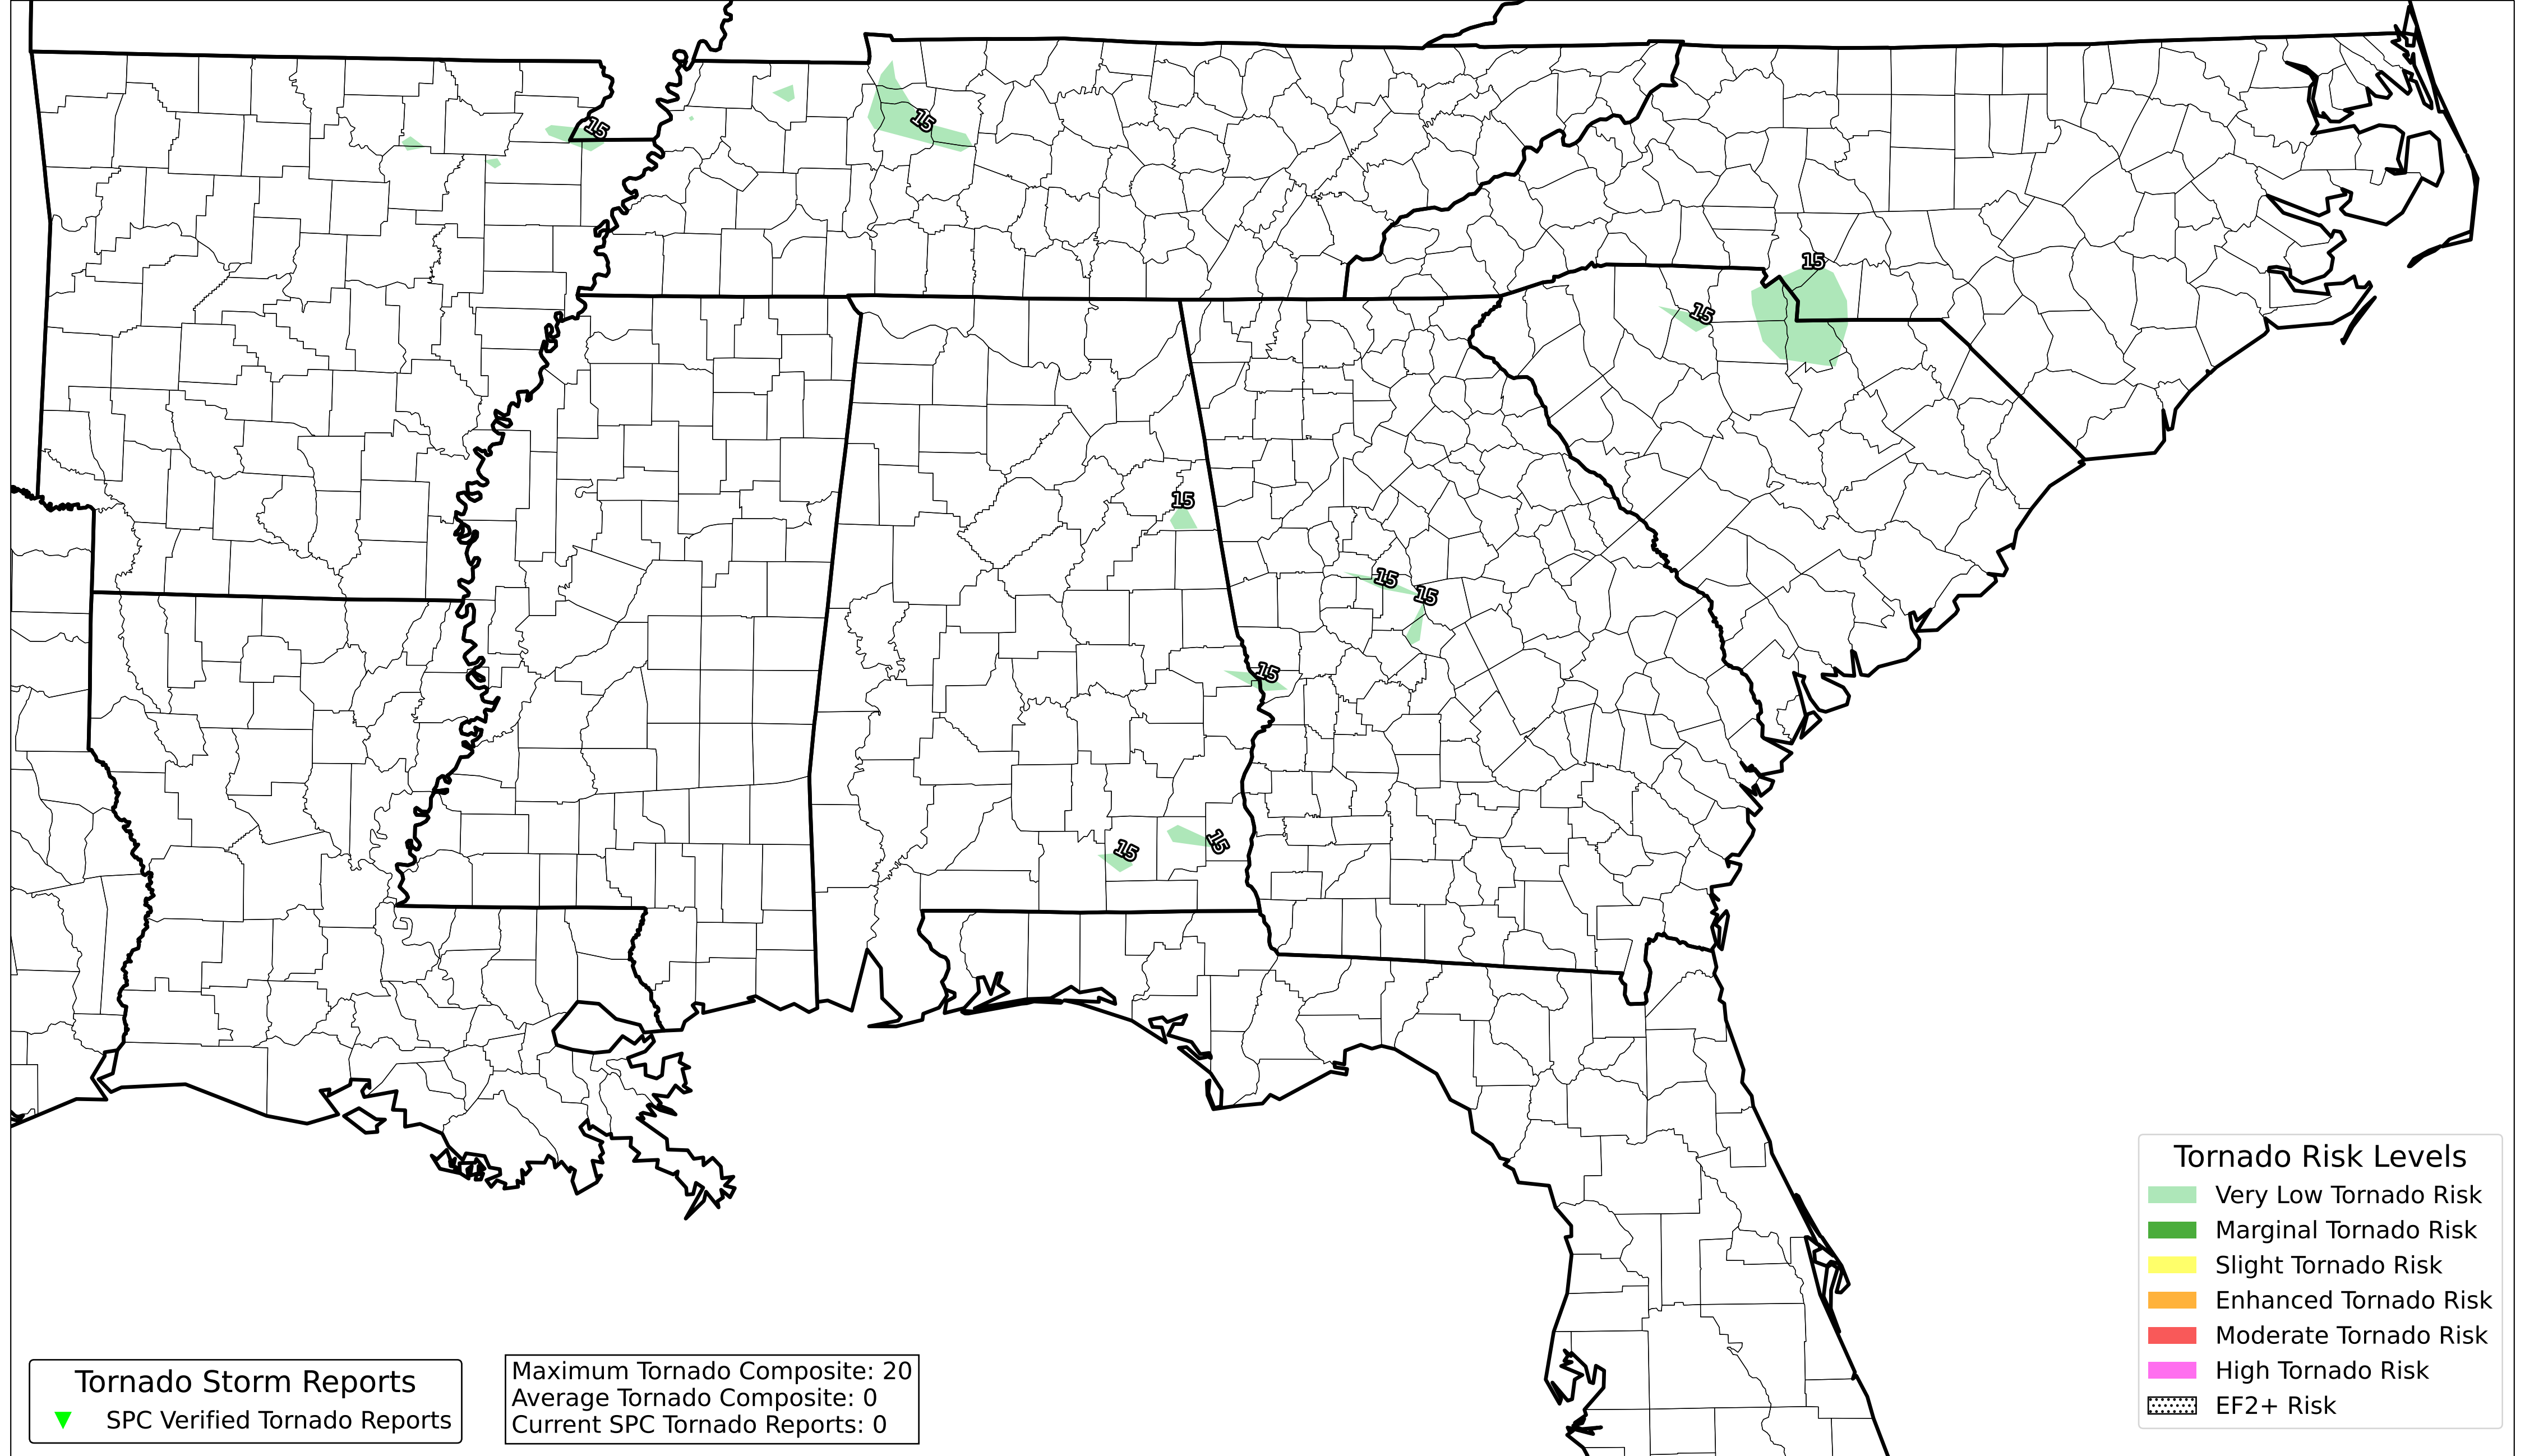 15
15
15
15
15
15
15
15
15
15
Tornado Risk Levels
Very Low Tornado Risk
Marginal Tornado Risk
Slight Tornado Risk
Enhanced Tornado Risk
Moderate Tornado Risk
High Tornado Risk
EF2+ Risk
Tornado Storm Reports
SPC Verified Tornado Reports
Maximum Tornado Composite: 20
Average Tornado Composite: 0
Current SPC Tornado Reports: 0